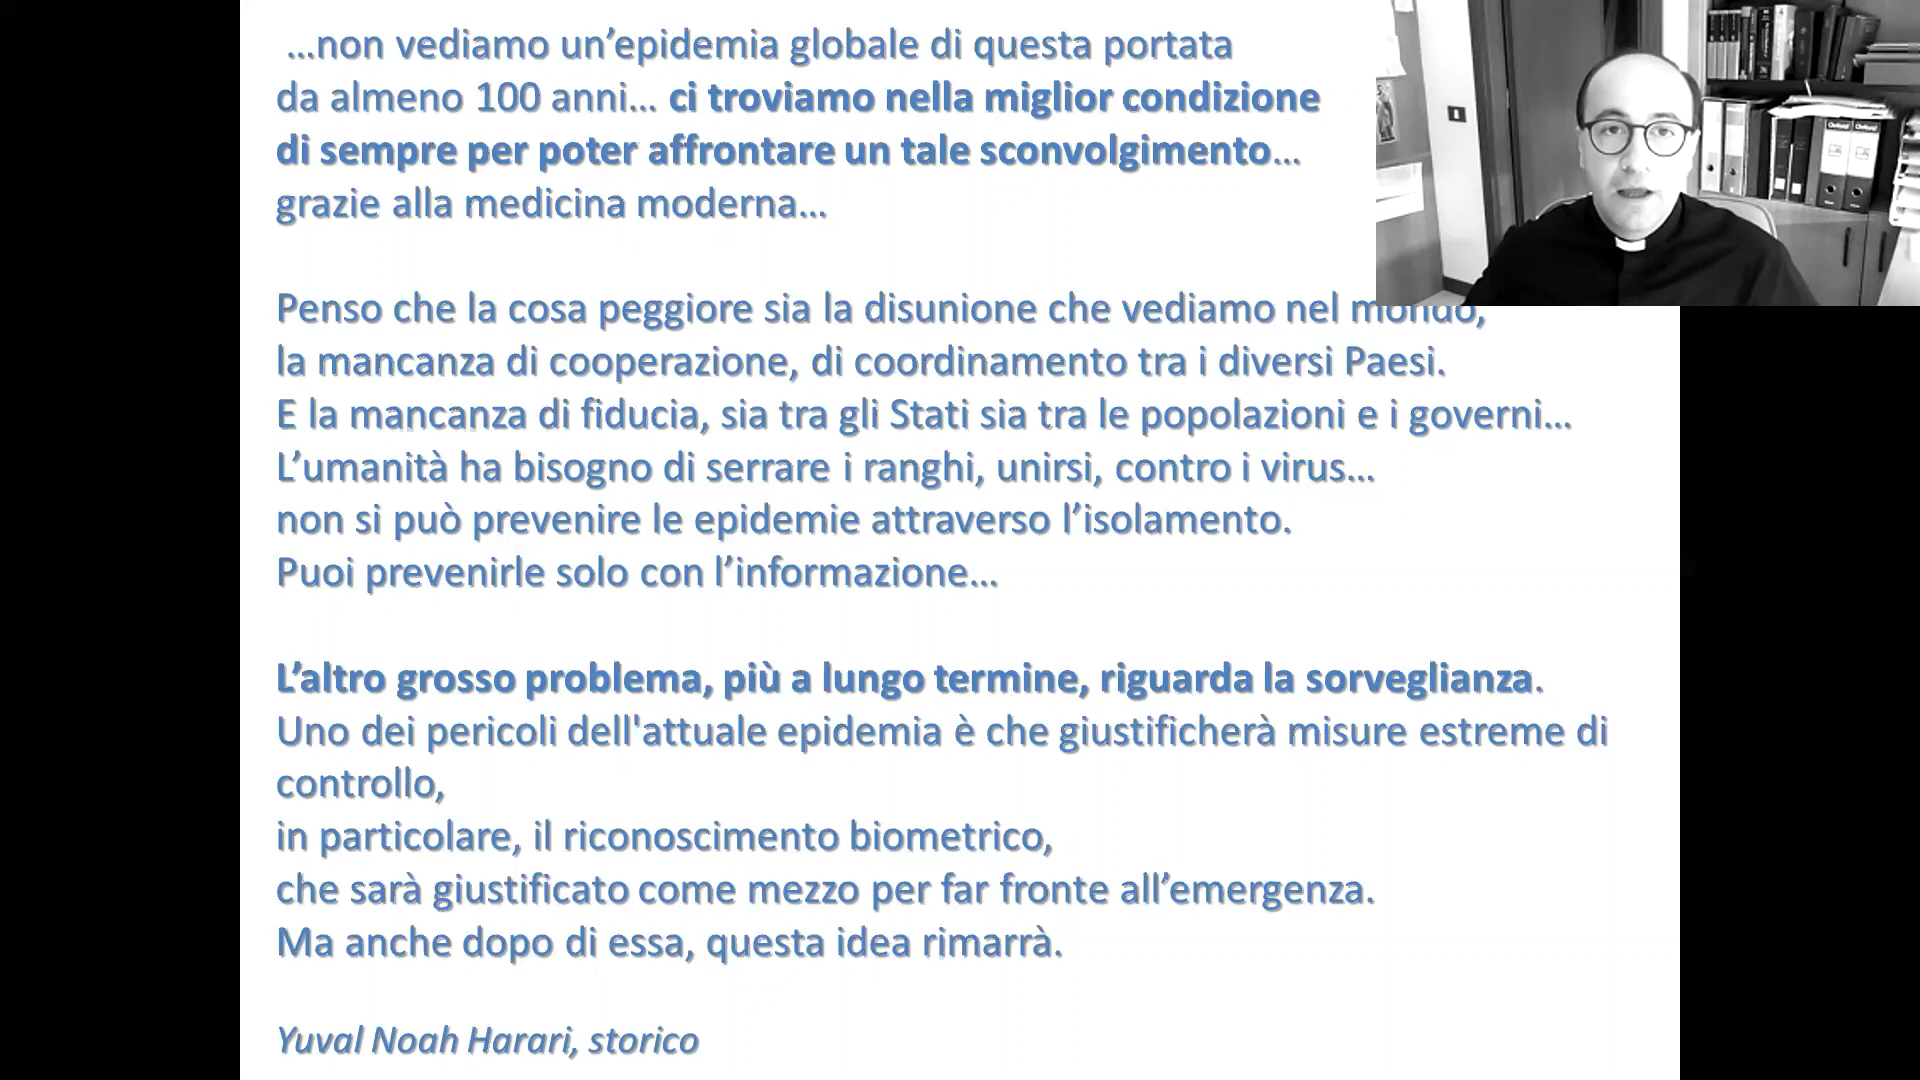 …non vediamo un’epidemia globale di questa portata
da almeno 100 anni… ci troviamo nella miglior condizione
di sempre per poter affrontare un tale sconvolgimento…
grazie alla medicina moderna…
Penso che la cosa peggiore sia la disunione che vediamo nel mondo,
la mancanza di cooperazione, di coordinamento tra i diversi Paesi.
E la mancanza di fiducia, sia tra gli Stati sia tra le popolazioni e i governi…
L’umanità ha bisogno di serrare i ranghi, unirsi, contro i virus…
non si può prevenire le epidemie attraverso l’isolamento.
Puoi prevenirle solo con l’informazione…
L’altro grosso problema, più a lungo termine, riguarda la sorveglianza.
Uno dei pericoli dell'attuale epidemia è che giustificherà misure estreme di
controllo,
in particolare, il riconoscimento biometrico,
che sarà giustificato come mezzo per far fronte all’emergenza.
Ma anche dopo di essa, questa idea rimarrà.
Yuval Noah Harari, storico